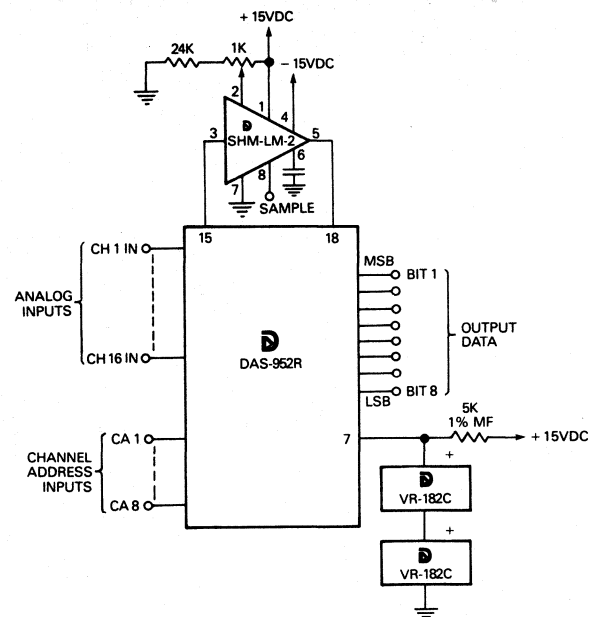 + 15VDC
24K
1K
– 15VDC
2
1
4
3
SHM-LM-2
5
6
7
8
SAMPLE
15
18
CH 1 IN
MSB
BIT 1
ANALOG
INPUTS
OUTPUT
DATA
CH 16 IN
DAS-952R
LSB
BIT 8
5K
1% MF
CHANNEL
ADDRESS
INPUTS
CA 1
7
+ 15VDC
+
VR-182C
CA 8
+
VR-182C